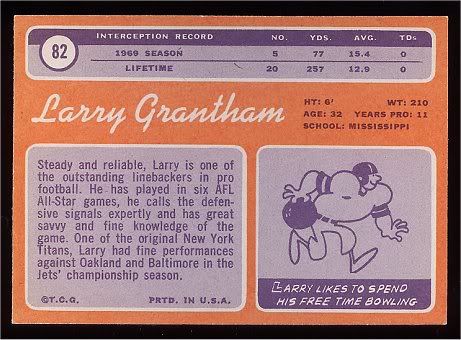 82
INTERCEPTION RECORD NO. YDS. AVG. TDs
1969 SEASON 5 77 15.4 0
LIFETIME 20 257 12.9 0
Larry Grantham
HT: 6' WT: 210
AGE: 32 YEARS PRO: 11
SCHOOL: MISSISSIPPI
Steady and reliable, Larry is one of
the outstanding linebackers in pro
football. He has played in six AFL
All-Star games, he calls the defen-
sive signals expertly and has great
savvy and fine knowledge of the
game. One of the original New York
Titans, Larry had fine performances
against Oakland and Baltimore in the
Jets' championship season.
©T.C.G. PRTD. IN U.S.A.
LARRY LIKES TO SPEND
HIS FREE TIME BOWLING